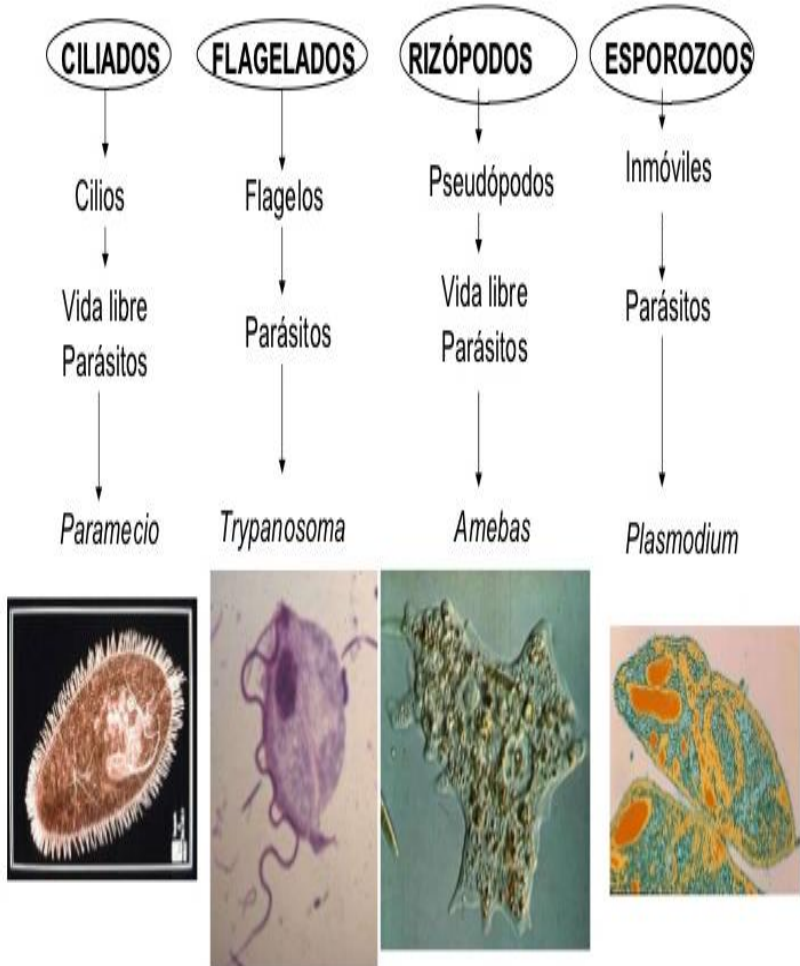 CILIADOS
FLAGELADOS
RIZÓPODOS
ESPOROZOOS
Cilios
Flagelos
Pseudópodos
Inmóviles
Vida libre
Parásitos
Parásitos
Vida libre
Parásitos
Parásitos
Paramecio
Trypanosoma
Amebas
Plasmodium